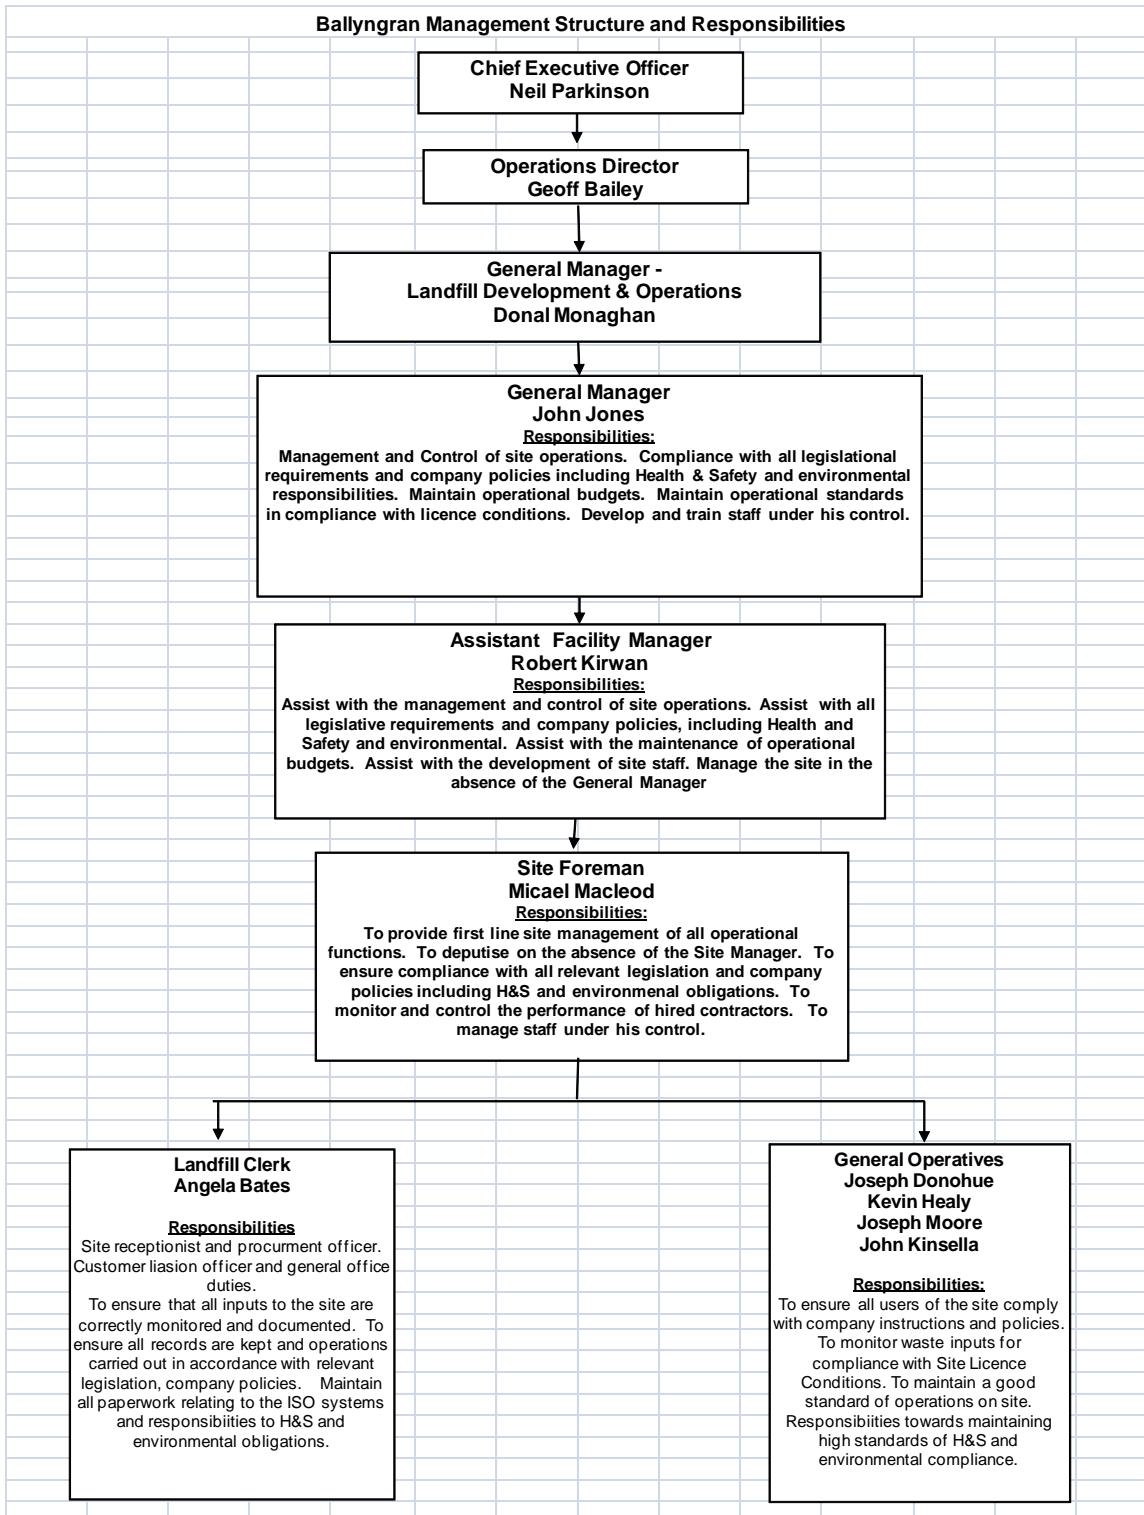 Ballyngran Management Structure and Responsibilities
Chief Executive Officer
Neil Parkinson
Operations Director
Geoff Bailey
General Manager -
Landfill Development & Operations
Donal Monaghan
General Manager
John Jones
Responsibilities:
Management and Control of site operations. Compliance with all legislational
requirements and company policies including Health & Safety and environmental
responsibilities. Maintain operational budgets. Maintain operational standards
in compliance with licence conditions. Develop and train staff under his control.
Assistant Facility Manager
Robert Kirwan
Responsibilities:
Assist with the management and control of site operations. Assist with all
legislative requirements and company policies, including Health and
Safety and environmental. Assist with the maintenance of operational
budgets. Assist with the development of site staff. Manage the site in the
absence of the General Manager
Site Foreman
Micael Macleod
Responsibilities:
To provide first line site management of all operational
functions. To deputise on the absence of the Site Manager. To
ensure compliance with all relevant legislation and company
policies including H&S and environmenal obligations. To
monitor and control the performance of hired contractors. To
manage staff under his control.
Landfill Clerk
Angela Bates
Responsibilities
Site receptionist and procurment officer.
Customer liasion officer and general office
duties.
To ensure that all inputs to the site are
correctly monitored and documented. To
ensure all records are kept and operations
carried out in accordance with relevant
legislation, company policies. Maintain
all paperwork relating to the ISO systems
and responsibiities to H&S and
environmental obligations.
General Operatives
Joseph Donohue
Kevin Healy
Joseph Moore
John Kinsella
Responsibilities:
To ensure all users of the site comply
with company instructions and policies.
To monitor waste inputs for
compliance with Site Licence
Conditions. To maintain a good
standard of operations on site.
Responsibiities towards maintaining
high standards of H&S and
environmental compliance.